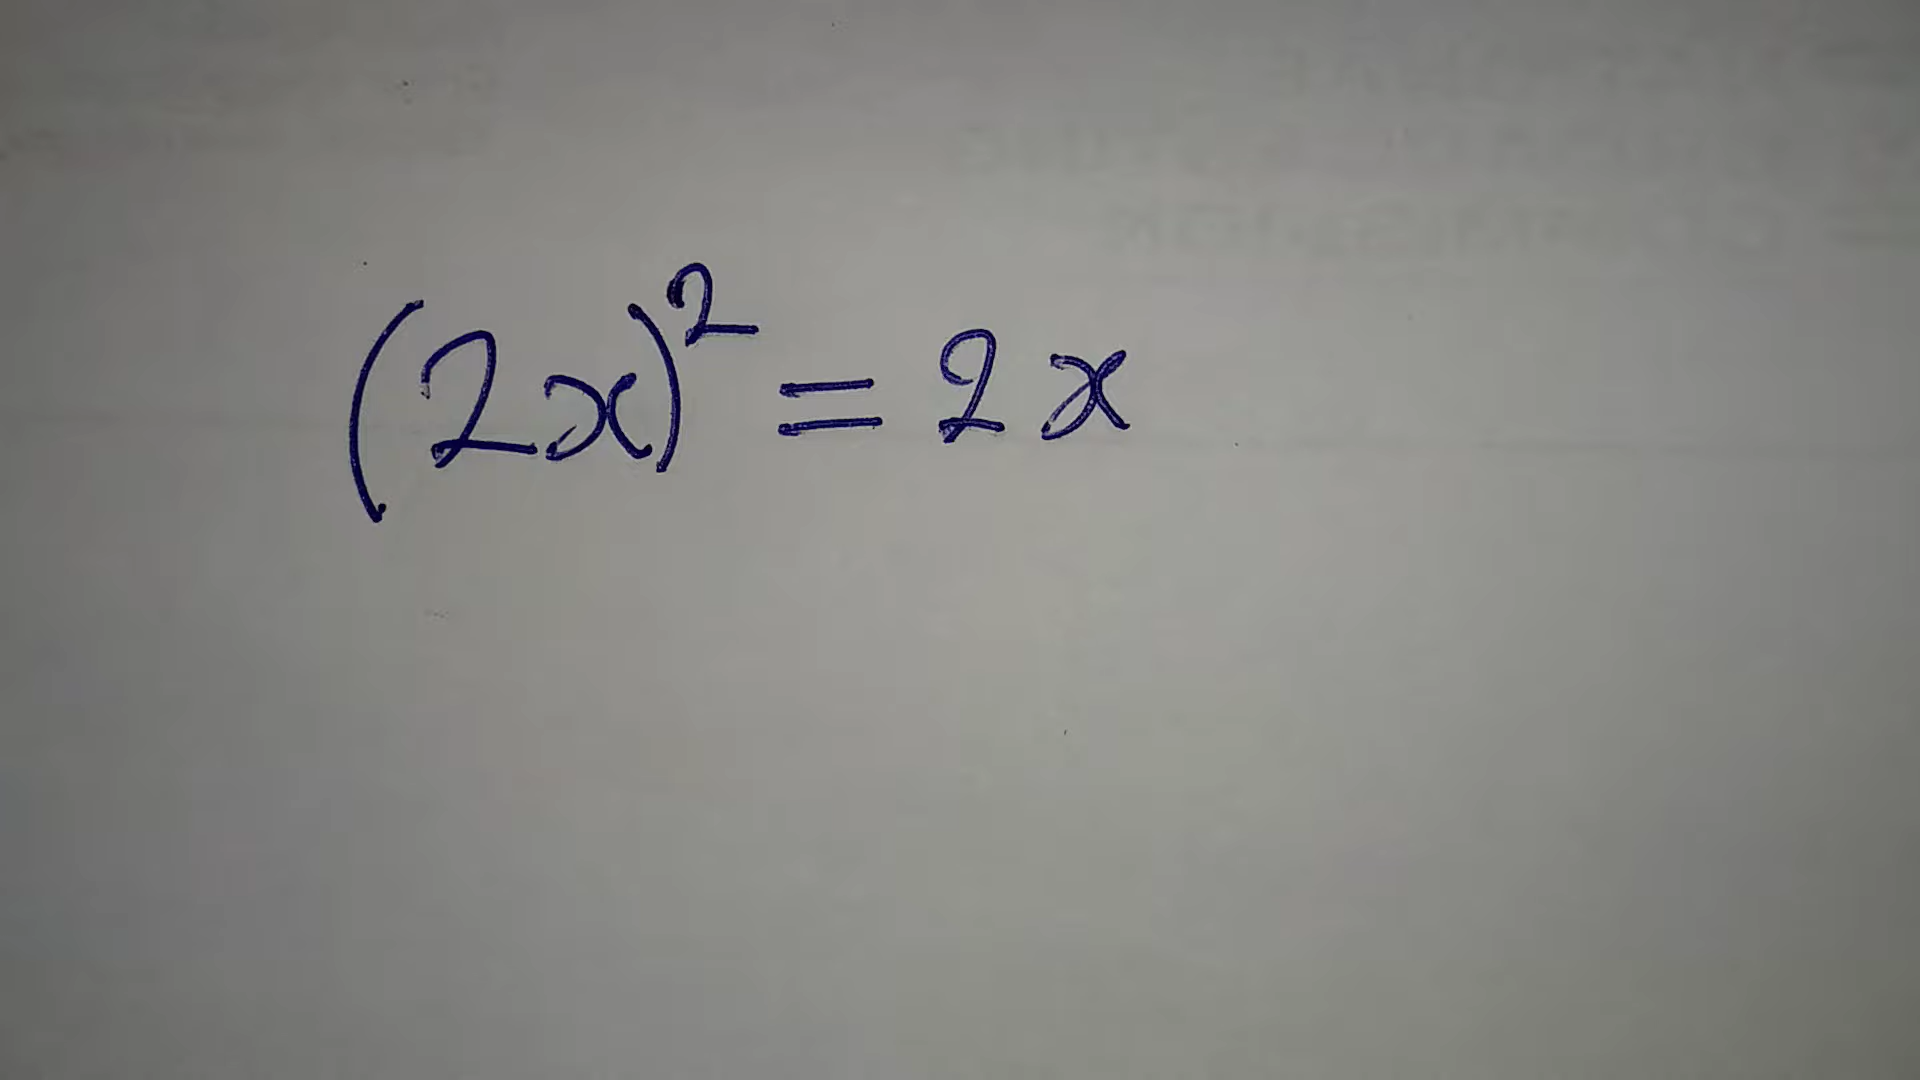 (2x)² = 2x